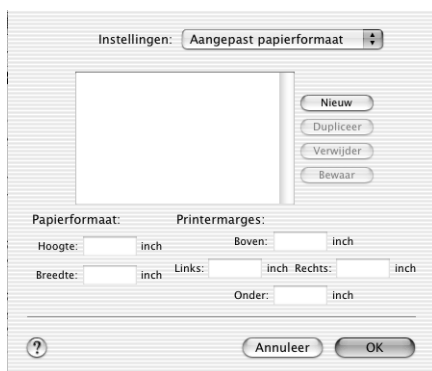 Instellingen: Aangepast papierformaat
Nieuw
Dupliceer
Verwijder
Bewaar
Papierformaat: Printermarges:
Hoogte: inch Boven: inch
Breedte: inch Links: inch Rechts: inch
Onder: inch
? Annuleer OK